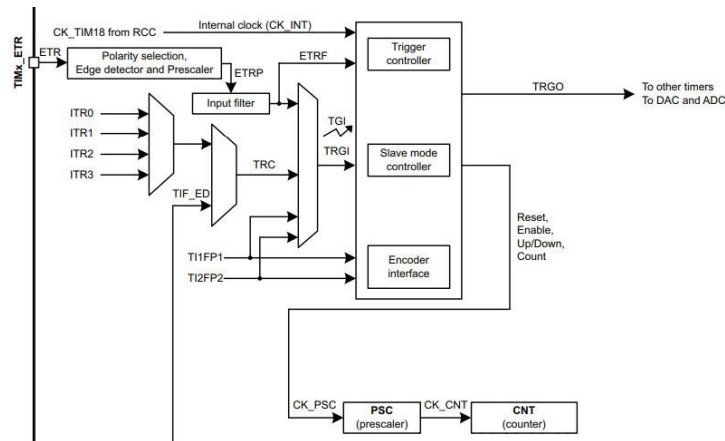 TIMx_ETR
CK_TIM18 from RCC
Internal clock (CK_INT)
ETR
Polarity selection,
Edge detector and Prescaler
ETRP
ETRF
Input filter
Trigger
controller
TRGO
To other timers
To DAC and ADC
ITR0
ITR1
ITR2
ITR3
TGI
TRGI
TRC
TIF_ED
Slave mode
controller
Reset,
Enable,
Up/Down,
Count
TI1FP1
TI2FP2
Encoder
interface
CK_PSC
PSC
(prescaler)
CK_CNT
CNT
(counter)